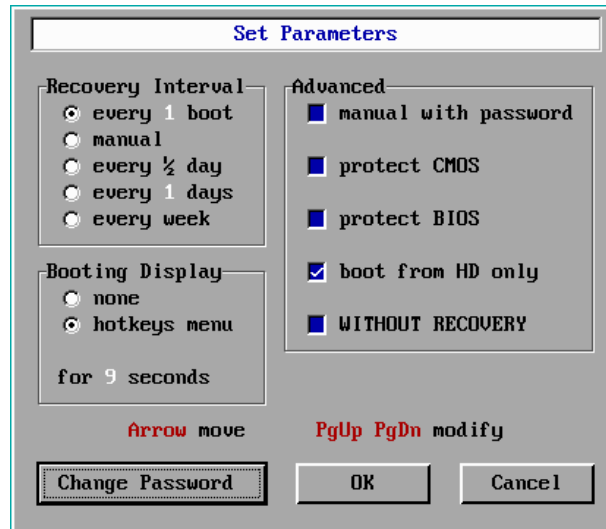 Set Parameters
Recovery Interval
every 1 boot
manual
every ½ day
every 1 days
every week
Booting Display
none
hotkeys menu
for 9 seconds
Advanced
manual with password
protect CMOS
protect BIOS
boot from HD only
WITHOUT RECOVERY
Arrow move PgUp PgDn modify
Change Password OK Cancel